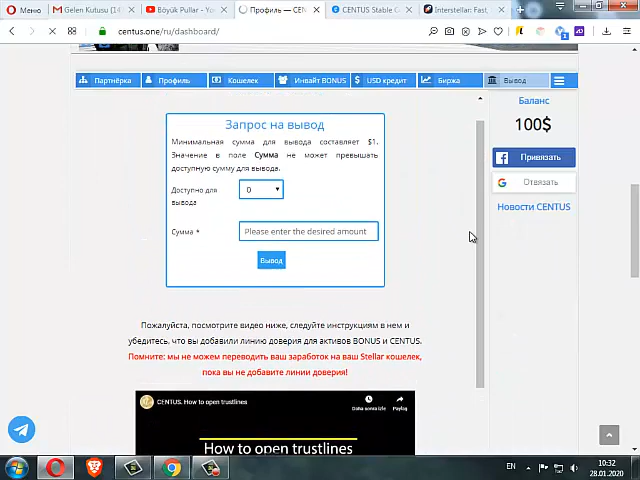 Меню
Gelen Kutusu (14
Böyük Pullar - Yo
Профиль — CEN
CENTUS Stable C
Interstellar: Fast,
centus.one/ru/dashboard/
Партнёрка
Профиль
Кошелек
Инвайт BONUS
USD кредит
Биржа
Вывод
Запрос на вывод
Минимальная сумма для вывода составляет $1.
Значение в поле Сумма не может превышать
доступную сумму для вывода.
Доступно для
вывода
0
Сумма *
Please enter the desired amount
Вывод
Баланс
100$
Привязать
Отвязать
Новости CENTUS
Пожалуйста, посмотрите видео ниже, следуйте инструкциям в нем и
убедитесь, что вы добавили линию доверия для активов BONUS и CENTUS.
Помните: мы не можем переводить ваш заработок на ваш Stellar кошелек,
пока вы не добавите линии доверия!
CENTUS. How to open trustlines
Daha sonra izle
Paylaş
How to open trustlines
EN
10:32
28.01.2020